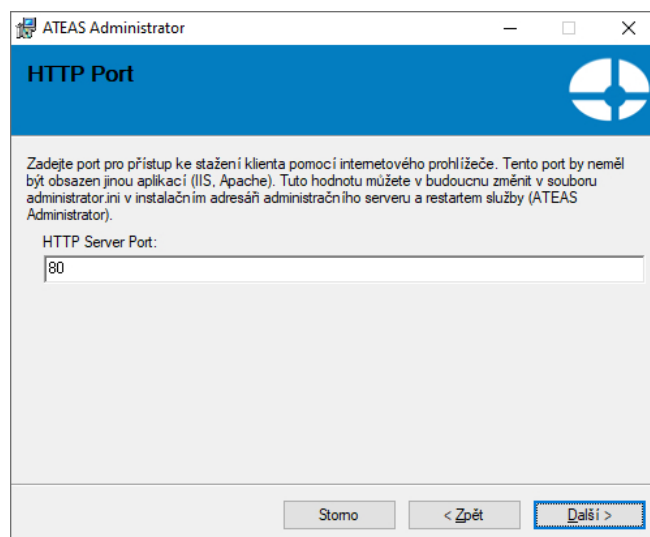 ATEAS Administrator
HTTP Port
Zadejte port pro přístup ke stažení klienta pomocí internetového prohlížeče. Tento port by neměl
být obsazen jinou aplikací (IIS, Apache). Tuto hodnotu můžete v budoucnu změnit v souboru
administrator.ini v instalačním adresáři administračního serveru a restartem služby (ATEAS
Administrator).
HTTP Server Port:
80
Storno
< Zpět
Další >